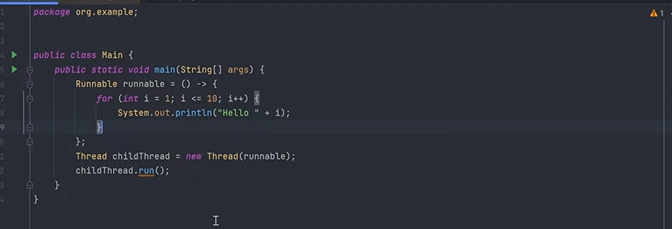 package org.example;
1
public class Main {
public static void main(String[] args) {
Runnable runnable = () -> {
for (int i = 1; i <= 10; i++) {
System.out.println("Hello " + i);
}
};
Thread childThread = new Thread(runnable);
childThread.run();
}
}